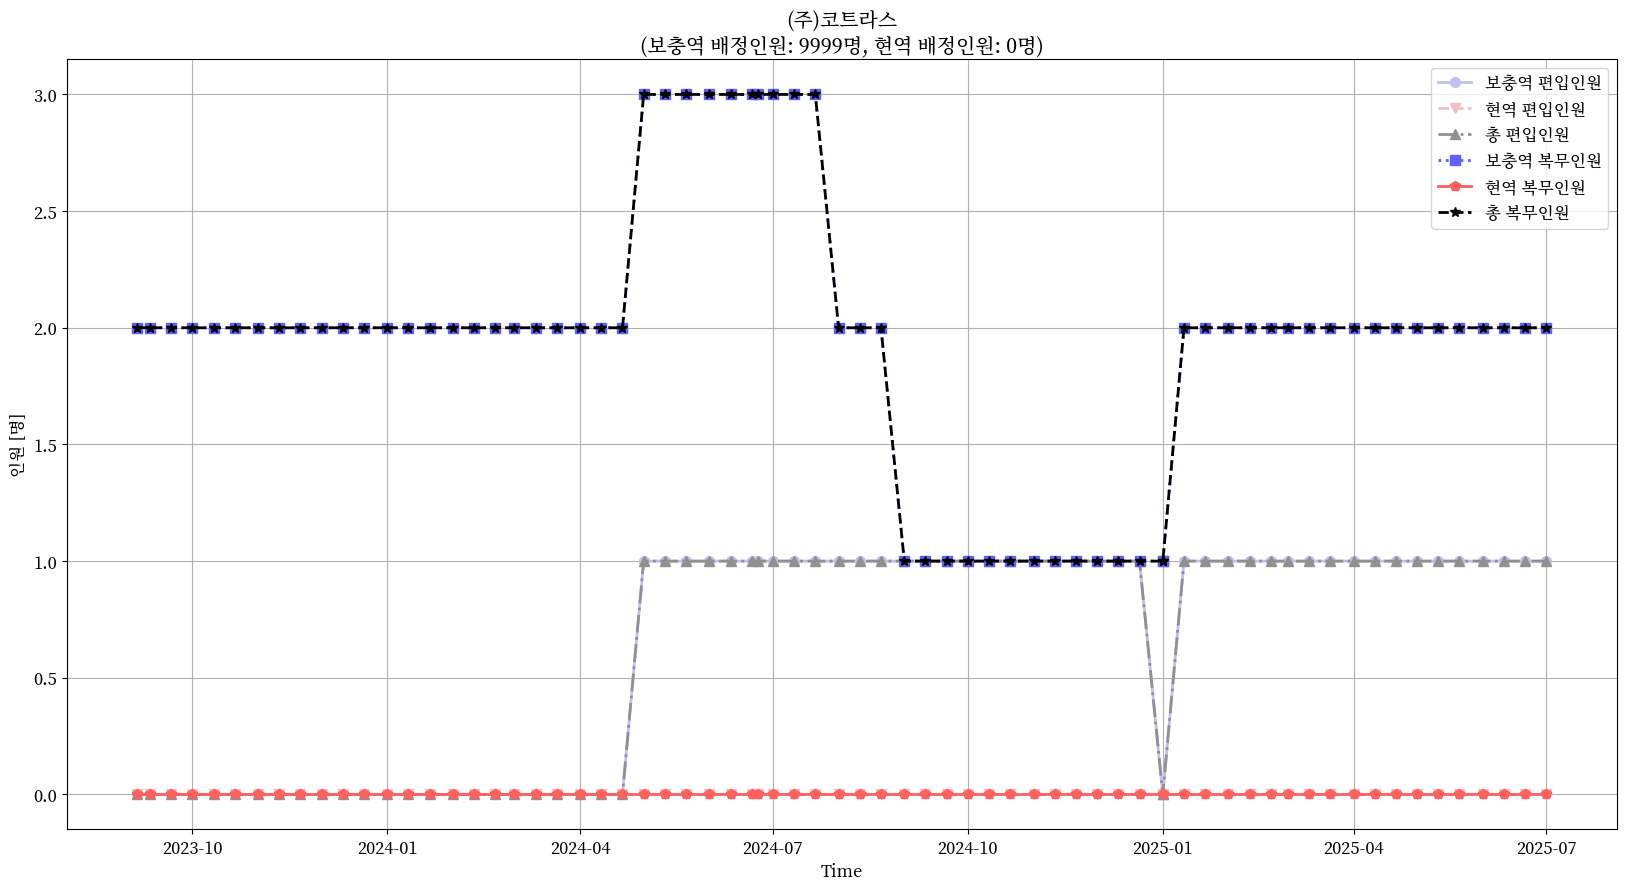 (주)코트라스
(보충역 배정인원: 9999명, 현역 배정인원: 0명)
보충역 편입인원
현역 편입인원
총 편입인원
보충역 복무인원
현역 복무인원
총 복무인원
인원 [명]
3.0
2.5
2.0
1.5
1.0
0.5
0.0
2023-10
2024-01
2024-04
2024-07
2024-10
2025-01
2025-04
2025-07
Time